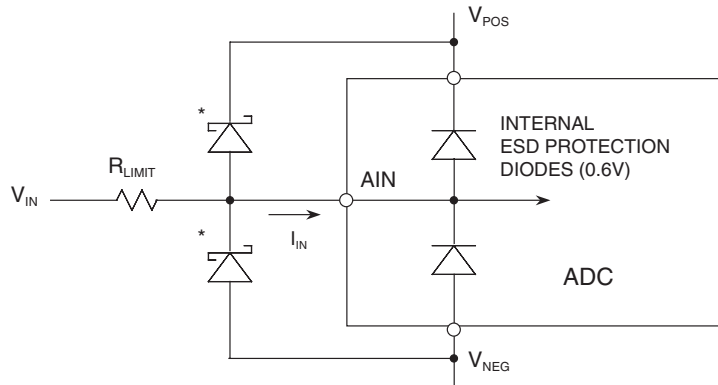 V_POS
*
INTERNAL
ESD PROTECTION
DIODES (0.6V)
R_LIMIT
AIN
V_IN
*
I_IN
ADC
V_NEG